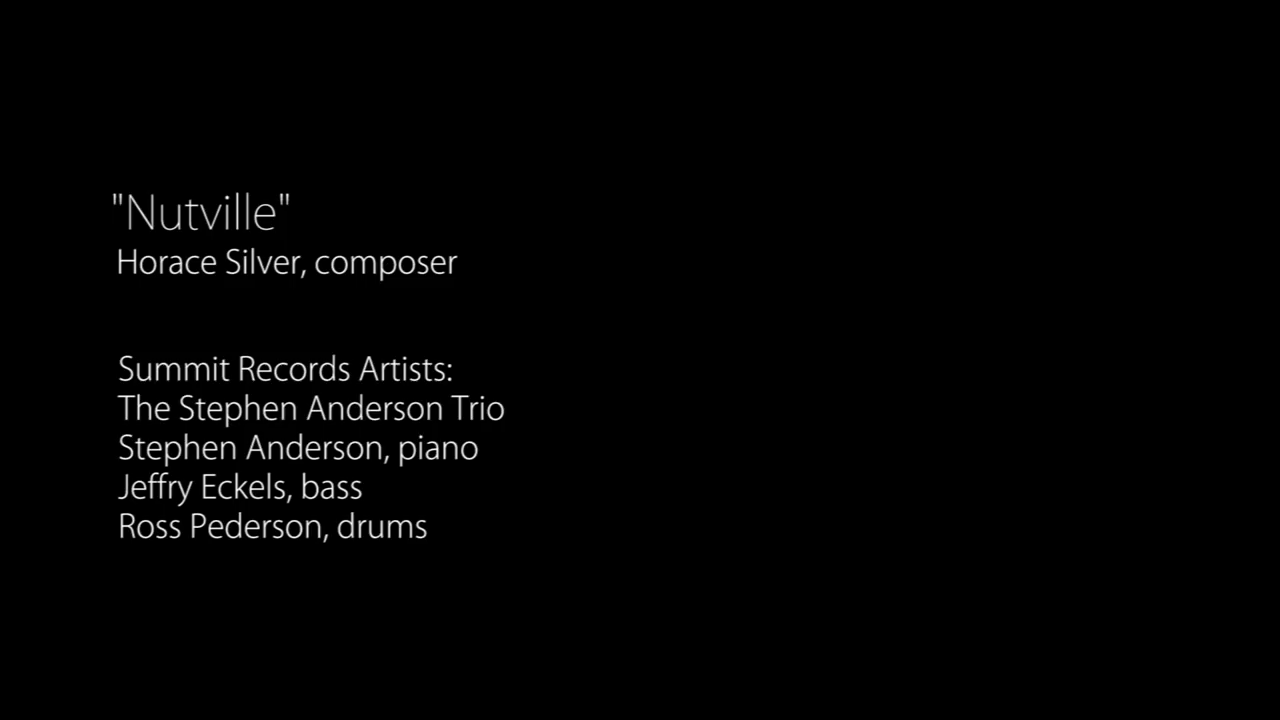 "Nutville"
Horace Silver, composer
Summit Records Artists:
The Stephen Anderson Trio
Stephen Anderson, piano
Jeffry Eckels, bass
Ross Pederson, drums